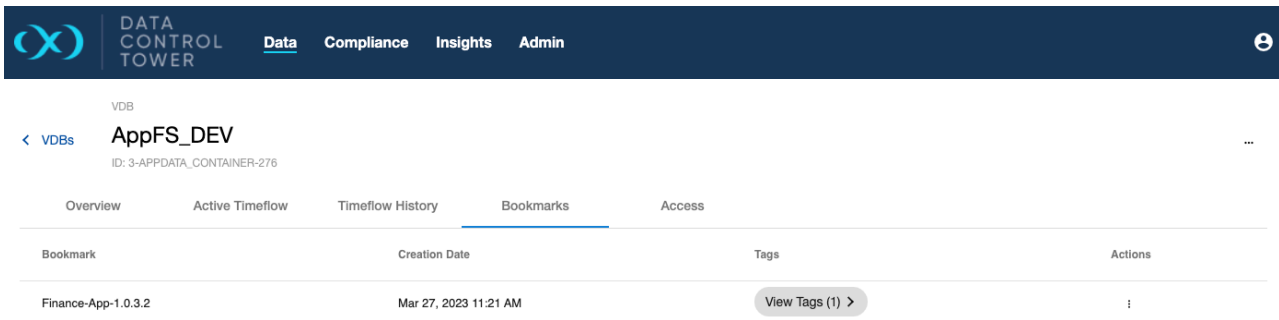 DATA
CONTROL
TOWER
Data Compliance Insights Admin
VDB
VDBs
AppFS_DEV
ID: 3-APPDATA_CONTAINER-276
...
Overview Active Timeflow Timeflow History Bookmarks Access
Bookmark Creation Date Tags Actions
Finance-App-1.0.3.2 Mar 27, 2023 11:21 AM View Tags (1)